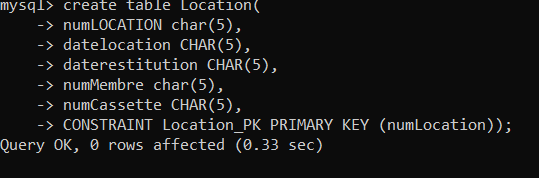 mysql> create table Location(
    -> numLOCATION char(5),
    -> datelocation CHAR(5),
    -> daterestitution CHAR(5),
    -> numMembre char(5),
    -> numCassette CHAR(5),
    -> CONSTRAINT Location_PK PRIMARY KEY (numLocation));
Query OK, 0 rows affected (0.33 sec)